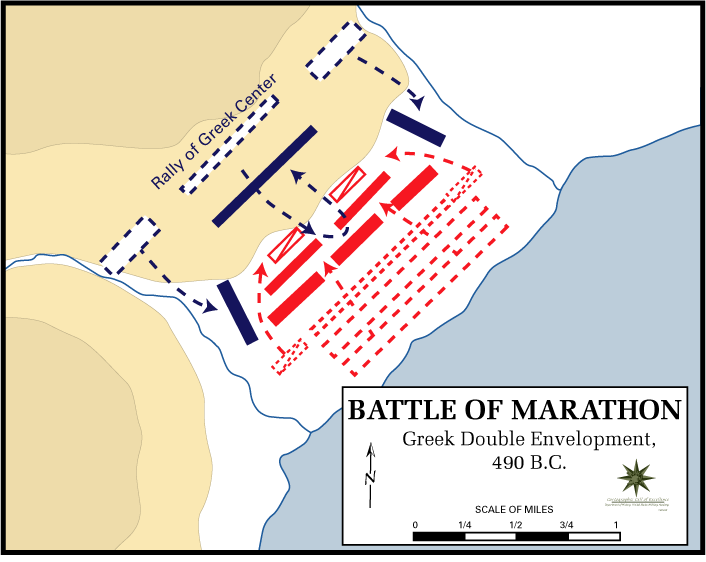 Rally of Greek Center
BATTLE OF MARATHON
Greek Double Envelopment,
490 B.C.
N
SCALE OF MILES
0 1/4 1/2 3/4 1